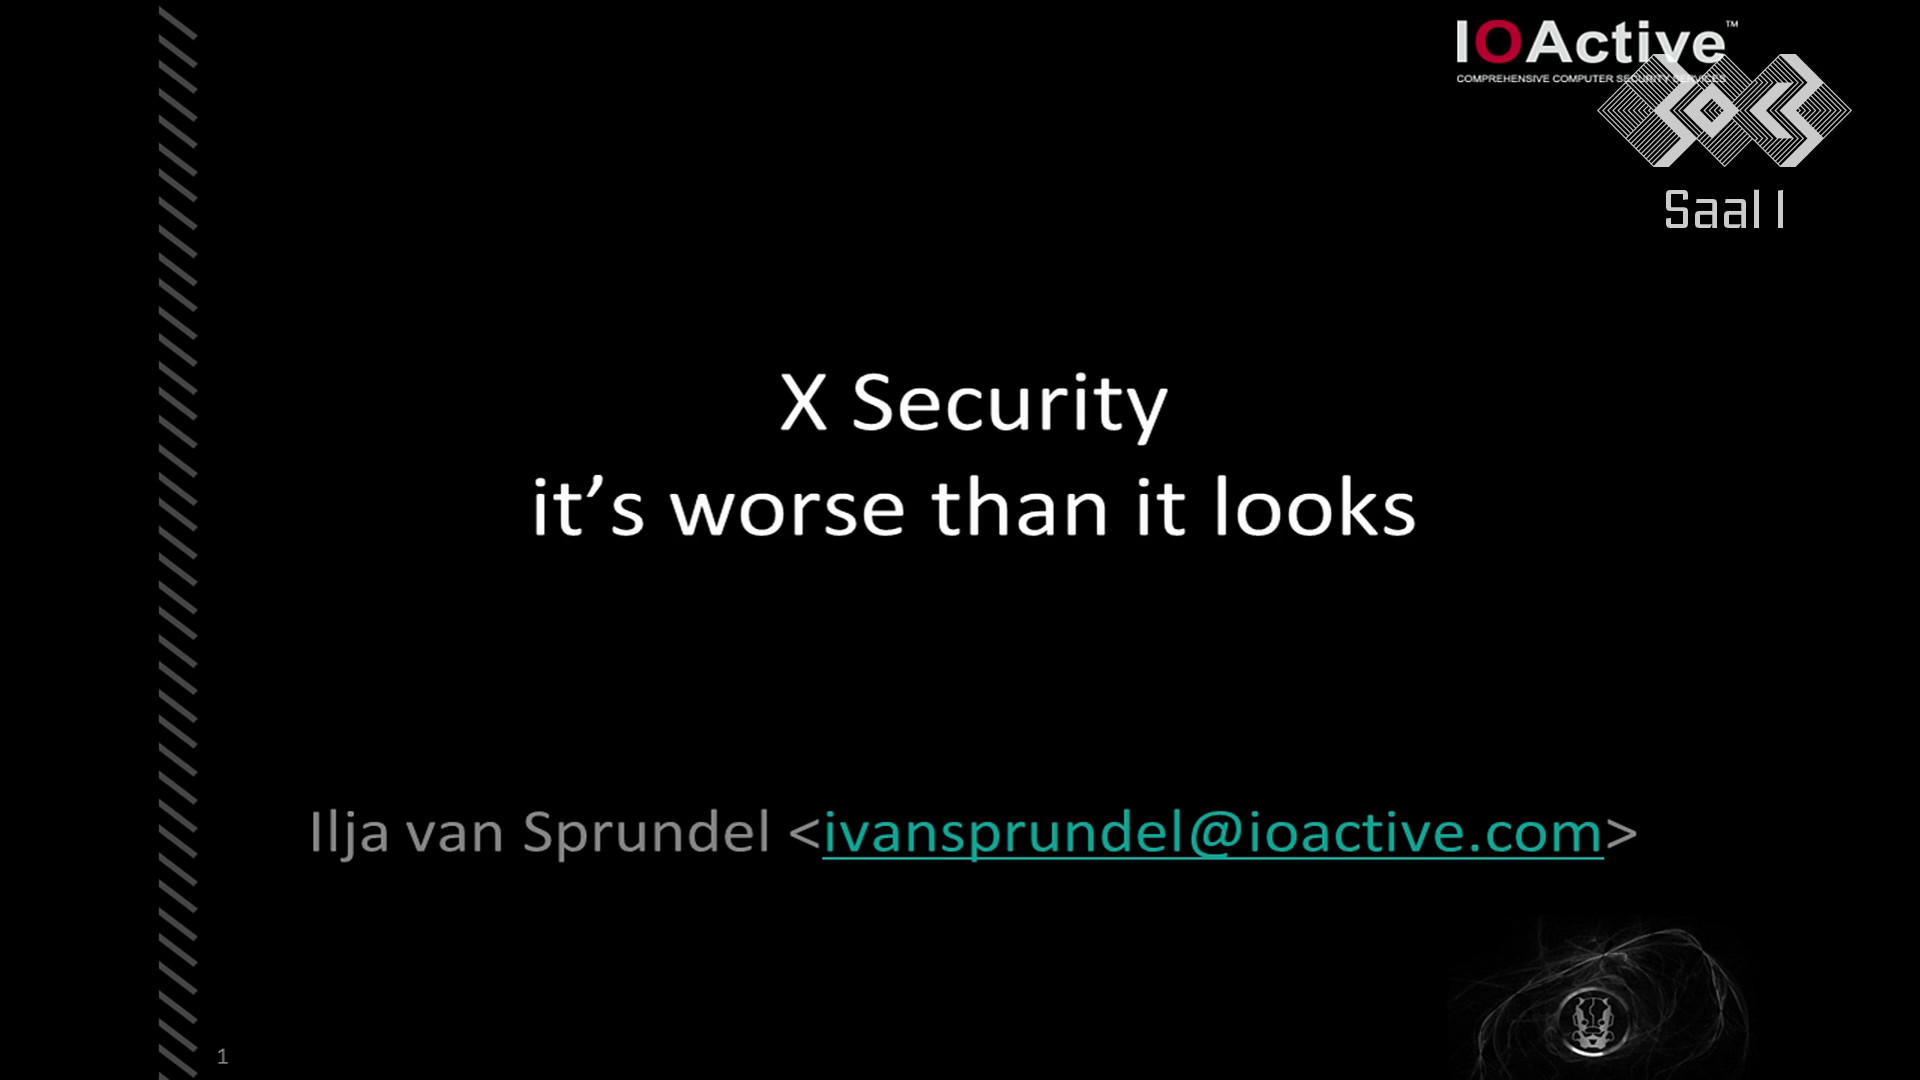 IOActive™
COMPREHENSIVE COMPUTER SECURITY SERVICES
30C3
Saal 1
X Security
it’s worse than it looks
Ilja van Sprundel <ivansprundel@ioactive.com>
1